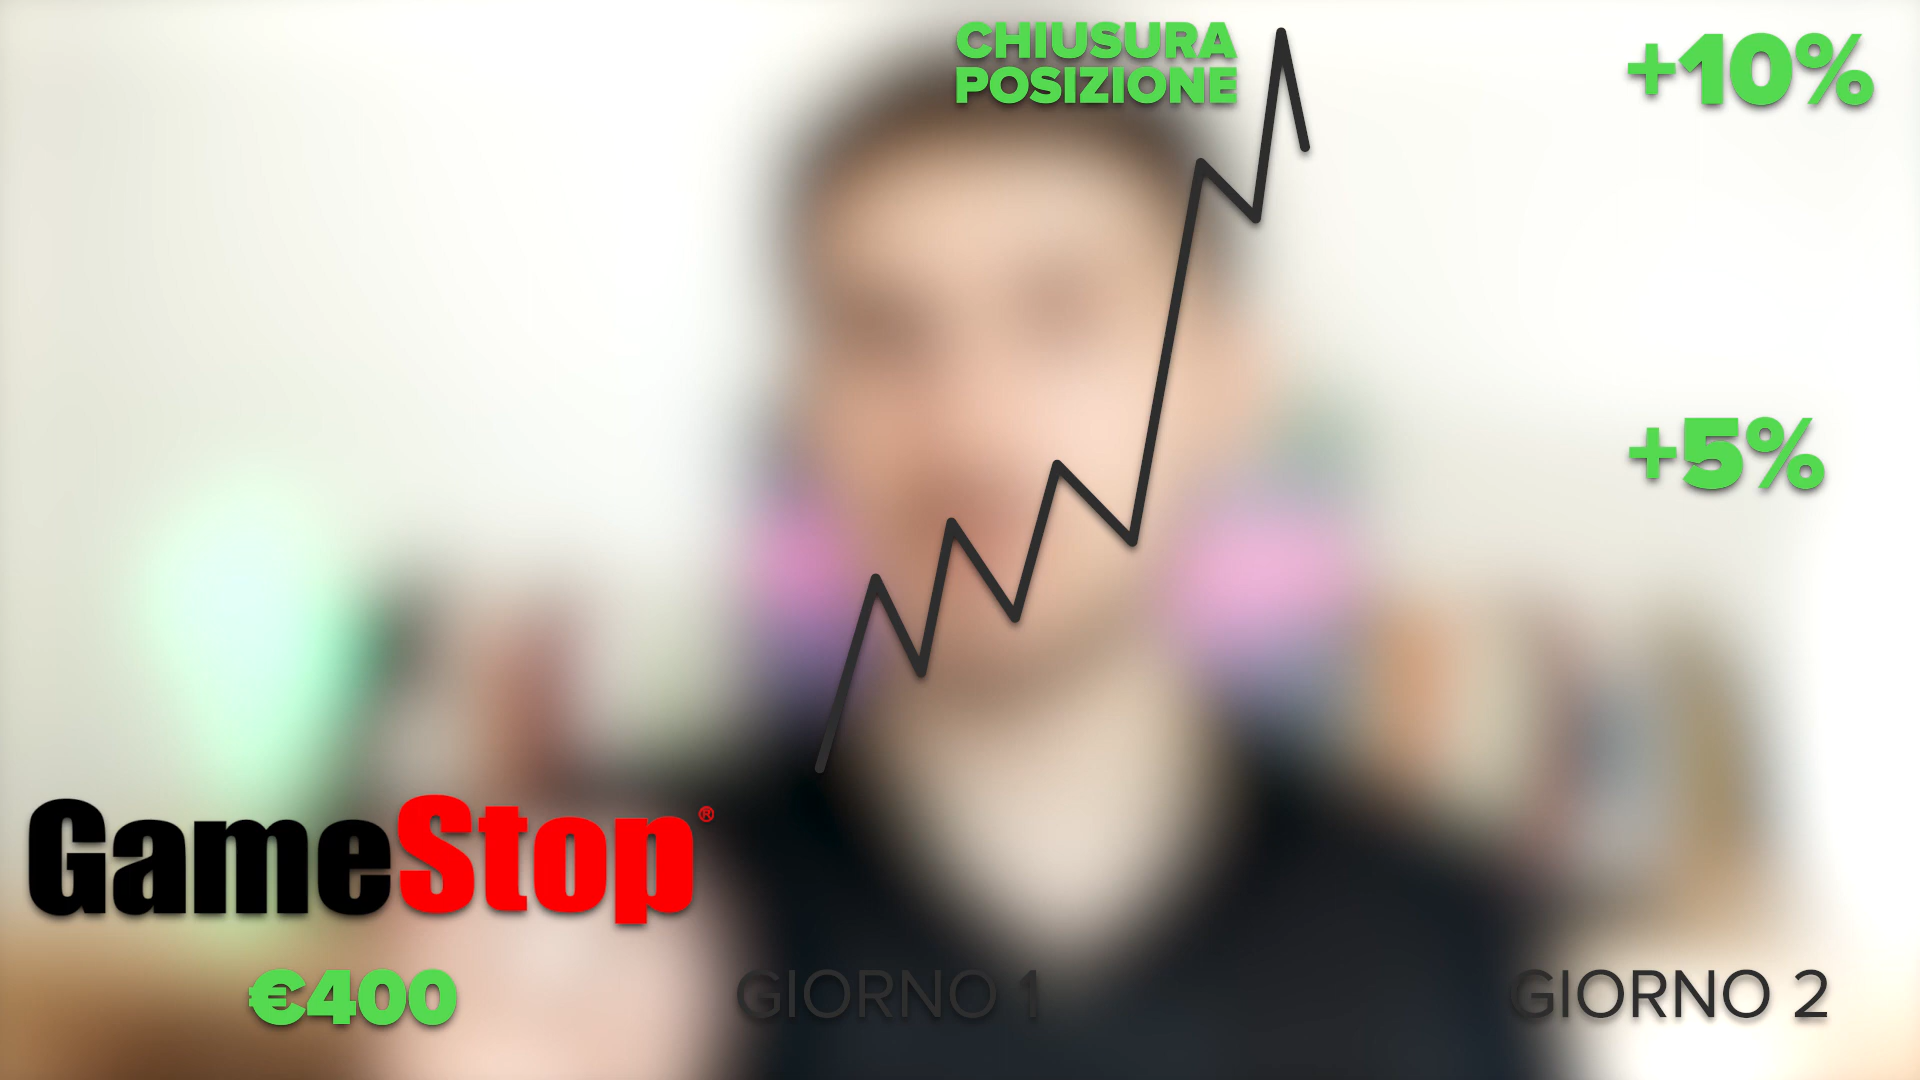 CHIUSURA
POSIZIONE
+10%
+5%
GameStop®
€400
GIORNO 1
GIORNO 2